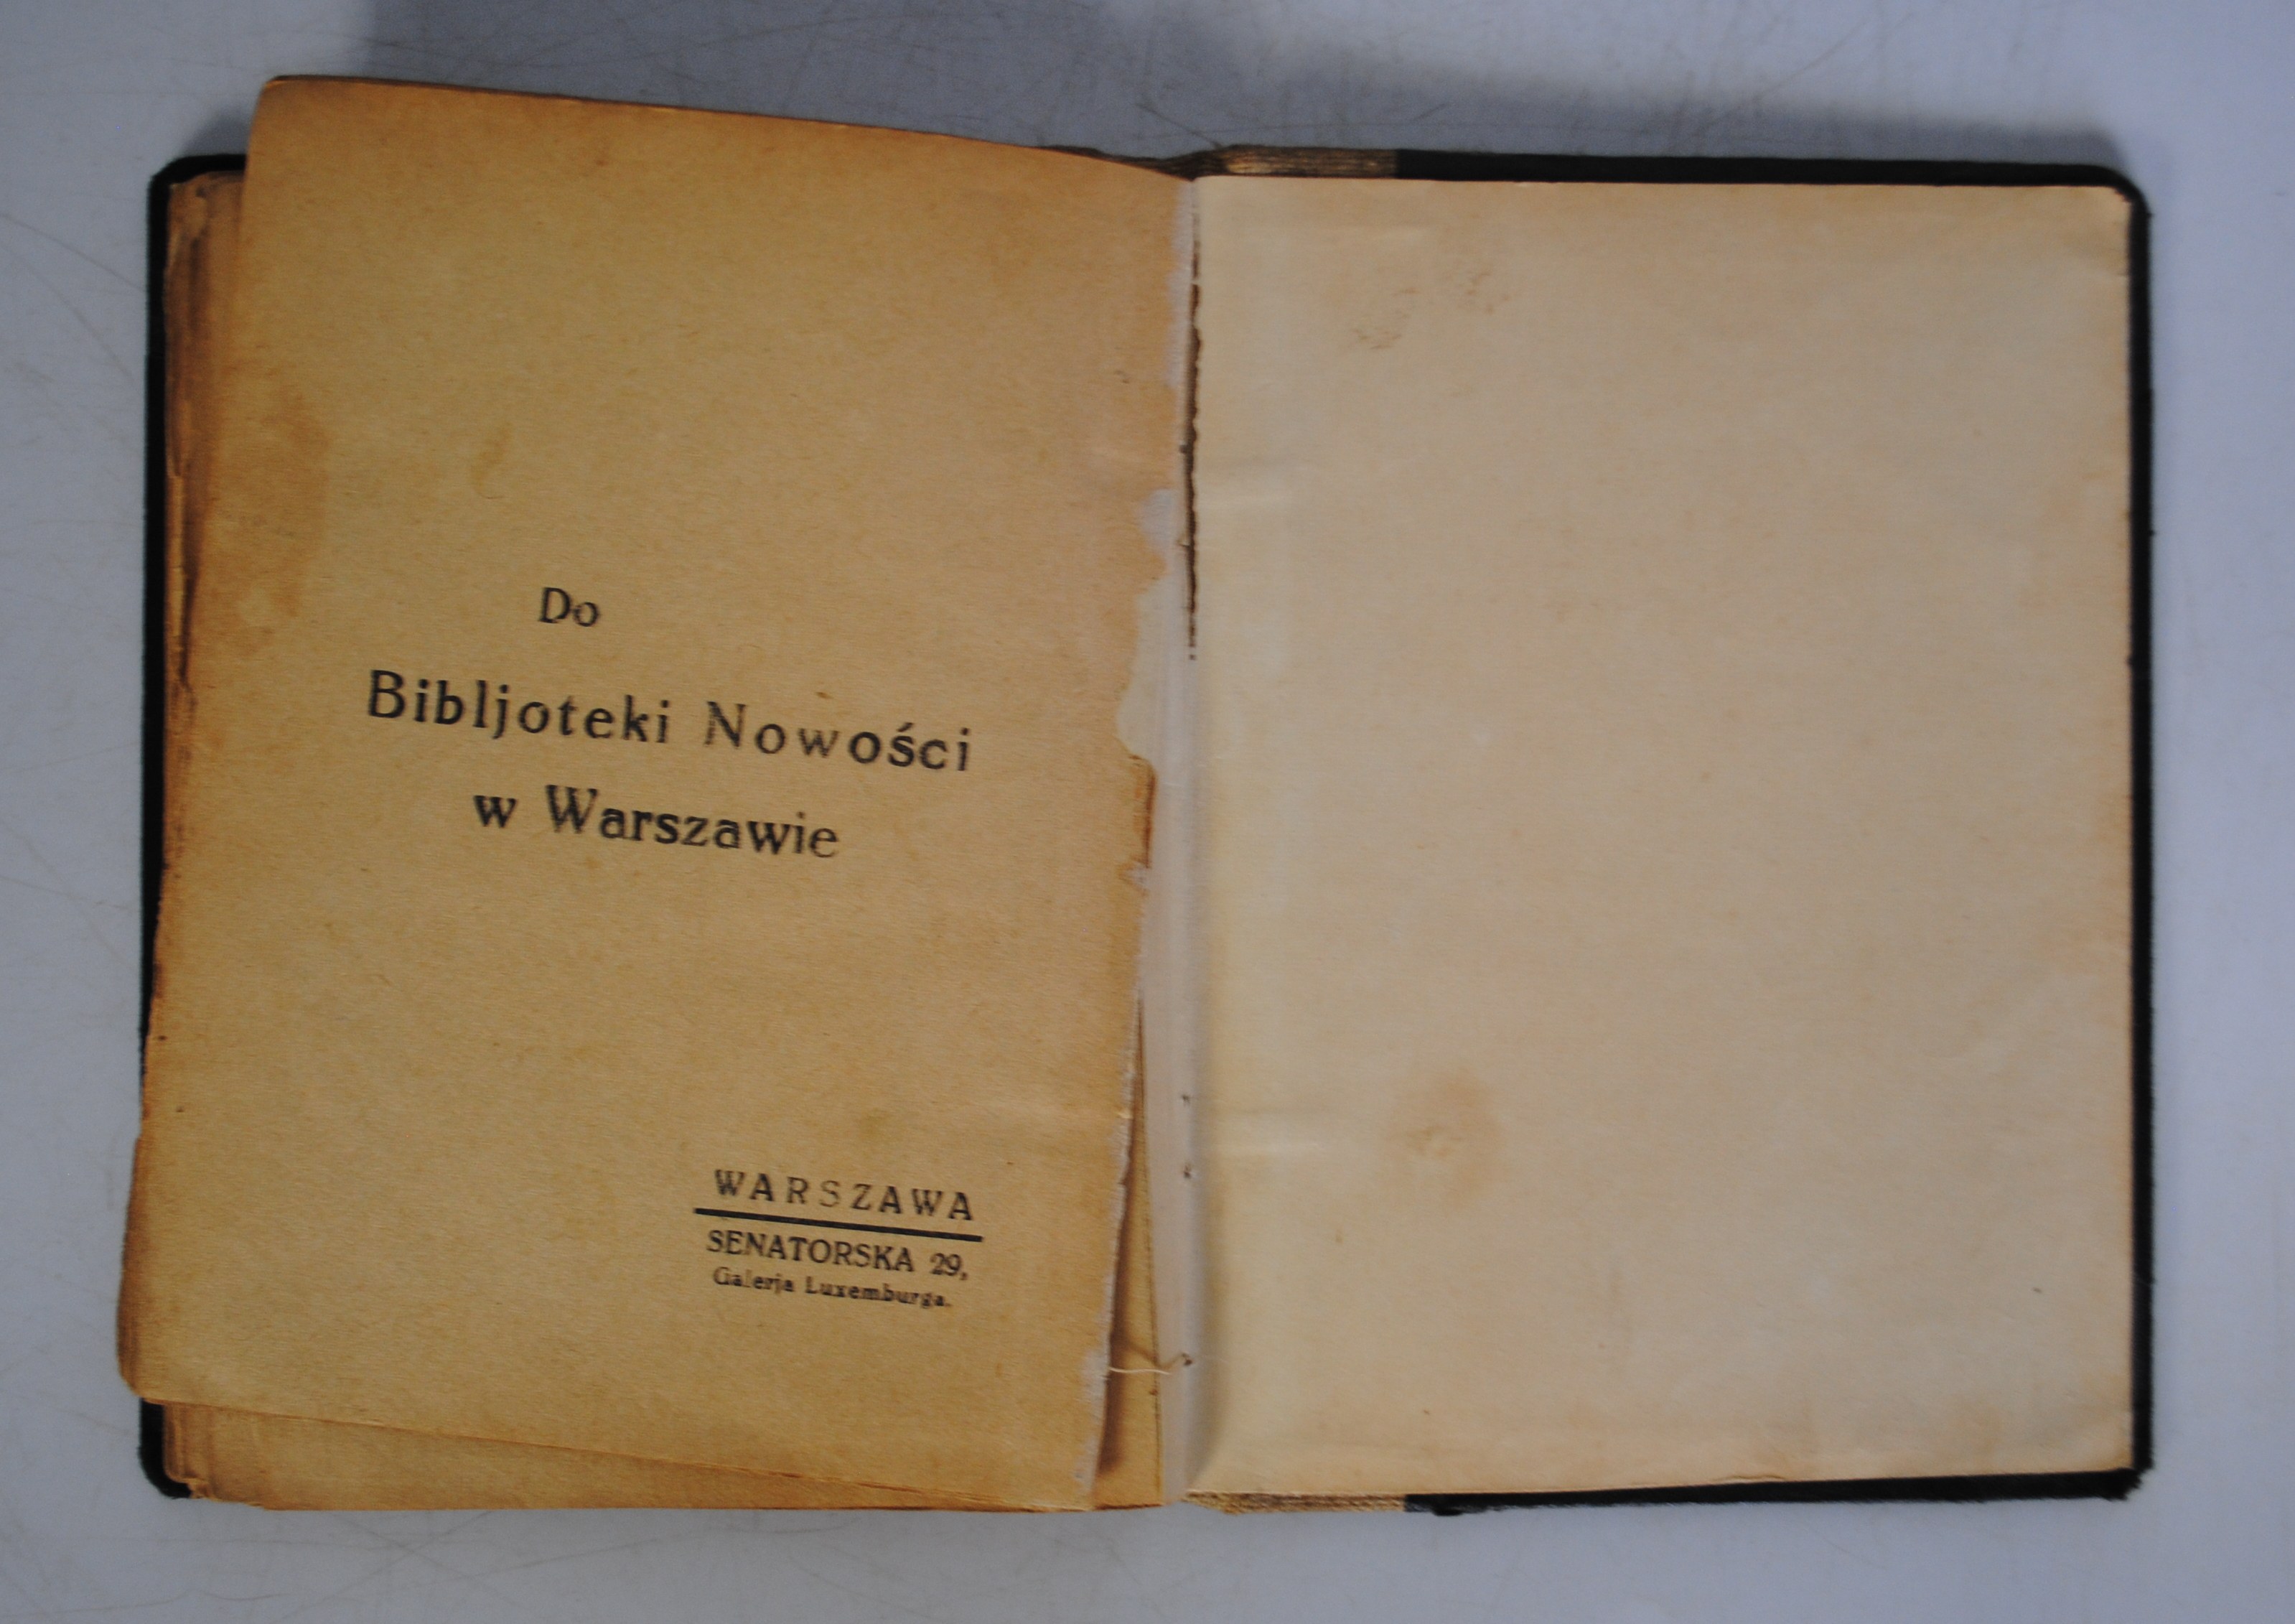 Do
Bibljoteki Nowości
w Warszawie
WARSZAWA
SENATORSKA 29,
Galerja Luxemburga.